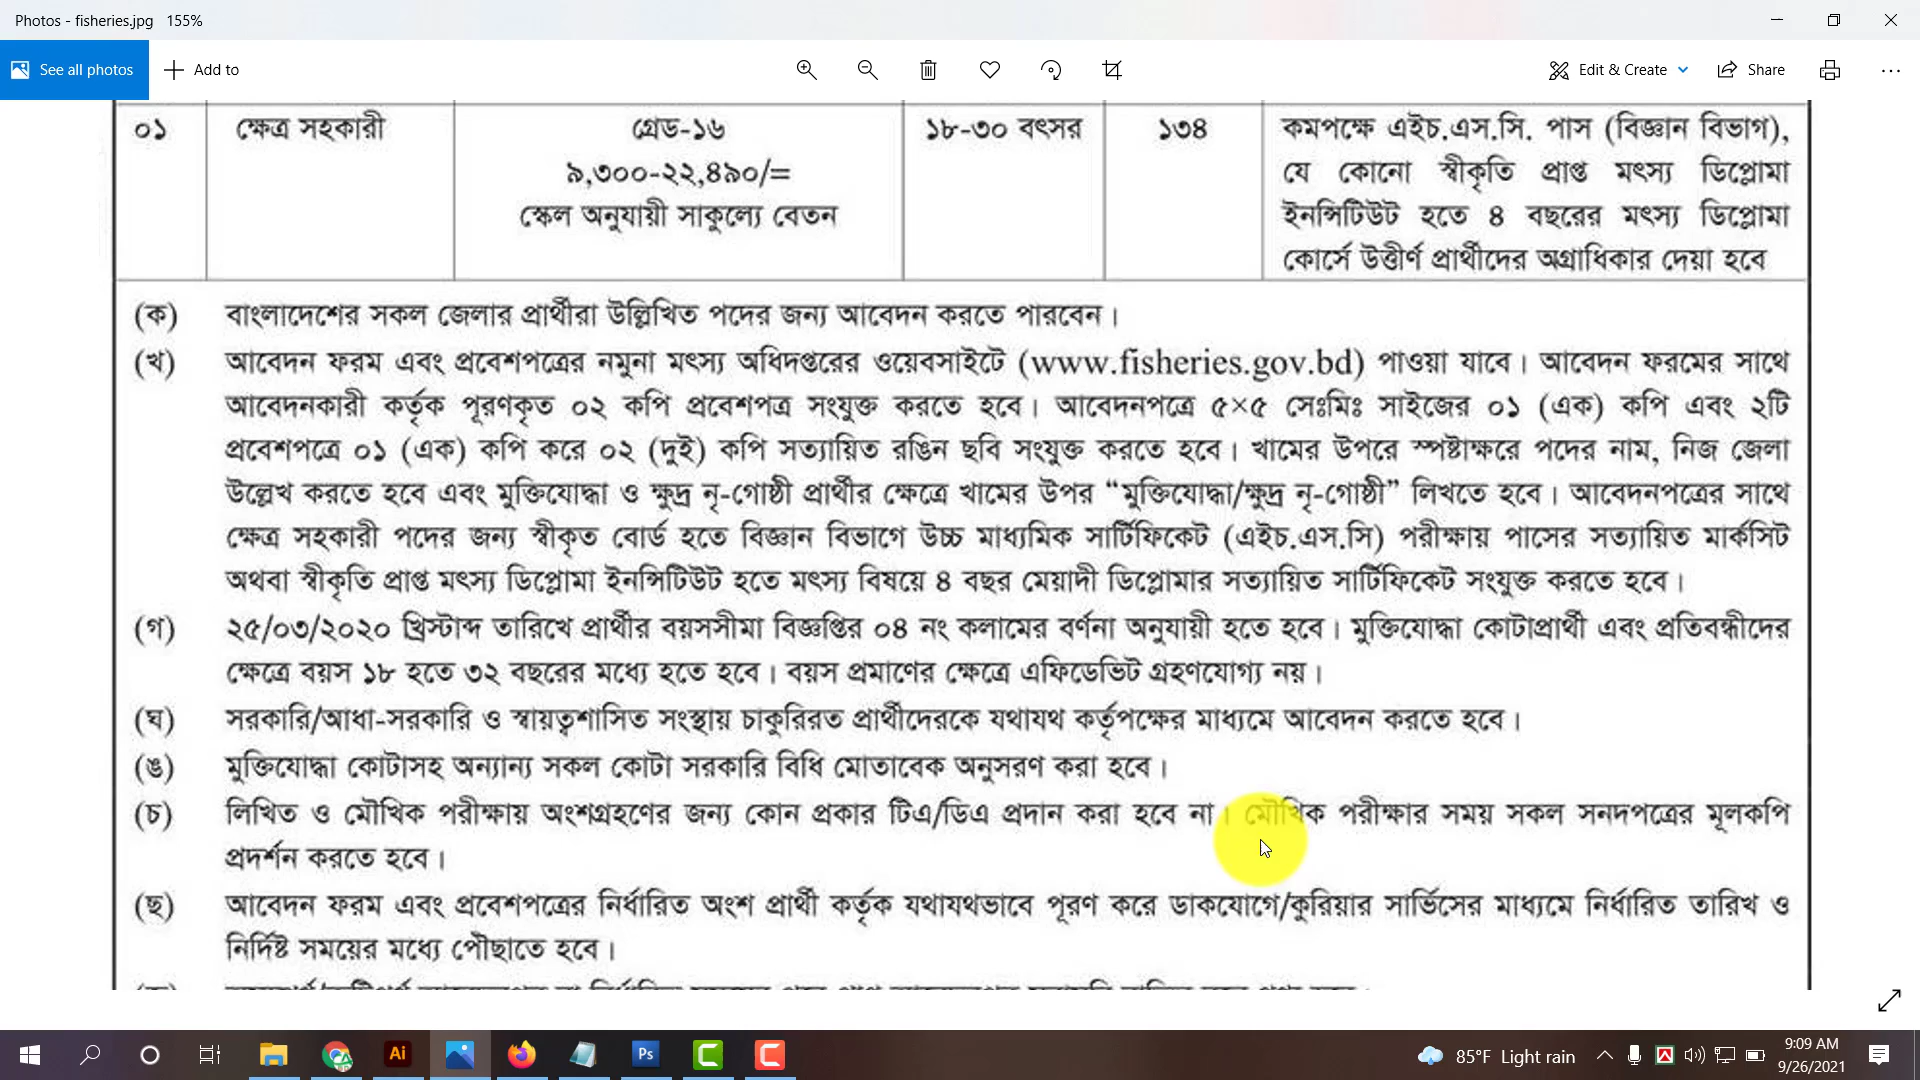 Photos - fisheries.jpg 155%
See all photos
Add to
Edit & Create
Share
০১ ক্ষেত্র সহকারী গ্রেড-১৬ ১৮-৩০ বৎসর ১৩৪ কমপক্ষে এইচ.এস.সি. পাস (বিজ্ঞান বিভাগ),
৯,৩০০-২২,৪৯০/= যে কোনো স্বীকৃতি প্রাপ্ত মৎস্য ডিপ্লোমা
স্কেল অনুযায়ী সাকুল্যে বেতন ইনন্সিটিউট হতে ৪ বছরের মৎস্য ডিপ্লোমা
কোর্সে উত্তীর্ণ প্রার্থীদের অগ্রাধিকার দেয়া হবে
(ক) বাংলাদেশের সকল জেলার প্রার্থীরা উল্লিখিত পদের জন্য আবেদন করতে পারবেন।
(খ) আবেদন ফরম এবং প্রবেশপত্রের নমুনা মৎস্য অধিদপ্তরের ওয়েবসাইটে (www.fisheries.gov.bd) পাওয়া যাবে। আবেদন ফরমের সাথে
আবেদনকারী কর্তৃক পূরণকৃত ০২ কপি প্রবেশপত্র সংযুক্ত করতে হবে। আবেদনপত্রে ৫×৫ সেঃমিঃ সাইজের ০১ (এক) কপি এবং ২টি
প্রবেশপত্রে ০১ (এক) কপি করে ০২ (দুই) কপি সত্যায়িত রঙিন ছবি সংযুক্ত করতে হবে। খামের উপরে স্পষ্টাক্ষরে পদের নাম, নিজ জেলা
উল্লেখ করতে হবে এবং মুক্তিযোদ্ধা ও ক্ষুদ্র নৃ-গোষ্ঠী প্রার্থীর ক্ষেত্রে খামের উপর “মুক্তিযোদ্ধা/ক্ষুদ্র নৃ-গোষ্ঠী” লিখতে হবে। আবেদনপত্রের সাথে
ক্ষেত্র সহকারী পদের জন্য স্বীকৃত বোর্ড হতে বিজ্ঞান বিভাগে উচ্চ মাধ্যমিক সার্টিফিকেট (এইচ.এস.সি) পরীক্ষায় পাসের সত্যায়িত মার্কসিট
অথবা স্বীকৃতি প্রাপ্ত মৎস্য ডিপ্লোমা ইনন্সিটিউট হতে মৎস্য বিষয়ে ৪ বছর মেয়াদী ডিপ্লোমার সত্যায়িত সার্টিফিকেট সংযুক্ত করতে হবে।
(গ) ২৫/০৩/২০২০ খ্রিস্টাব্দ তারিখে প্রার্থীর বয়সসীমা বিজ্ঞপ্তির ০৪ নং কলামের বর্ণনা অনুযায়ী হতে হবে। মুক্তিযোদ্ধা কোটাপ্রার্থী এবং প্রতিবন্ধীদের
ক্ষেত্রে বয়স ১৮ হতে ৩২ বছরের মধ্যে হতে হবে। বয়স প্রমাণের ক্ষেত্রে এফিডেভিট গ্রহণযোগ্য নয়।
(ঘ) সরকারি/আধা-সরকারি ও স্বায়ত্বশাসিত সংস্থায় চাকুরিরত প্রার্থীদেরকে যথাযথ কর্তৃপক্ষের মাধ্যমে আবেদন করতে হবে।
(ঙ) মুক্তিযোদ্ধা কোটাসহ অন্যান্য সকল কোটা সরকারি বিধি মোতাবেক অনুসরণ করা হবে।
(চ) লিখিত ও মৌখিক পরীক্ষায় অংশগ্রহণের জন্য কোন প্রকার টিএ/ডিএ প্রদান করা হবে না। মৌখিক পরীক্ষার সময় সকল সনদপত্রের মূলকপি
প্রদর্শন করতে হবে।
(ছ) আবেদন ফরম এবং প্রবেশপত্রের নির্ধারিত অংশ প্রার্থী কর্তৃক যথাযথভাবে পূরণ করে ডাকযোগে/কুরিয়ার সার্ভিসের মাধ্যমে নির্ধারিত তারিখ ও
নির্দিষ্ট সময়ের মধ্যে পৌঁছাতে হবে।
Ai
Ps
85°F Light rain
9:09 AM
9/26/2021